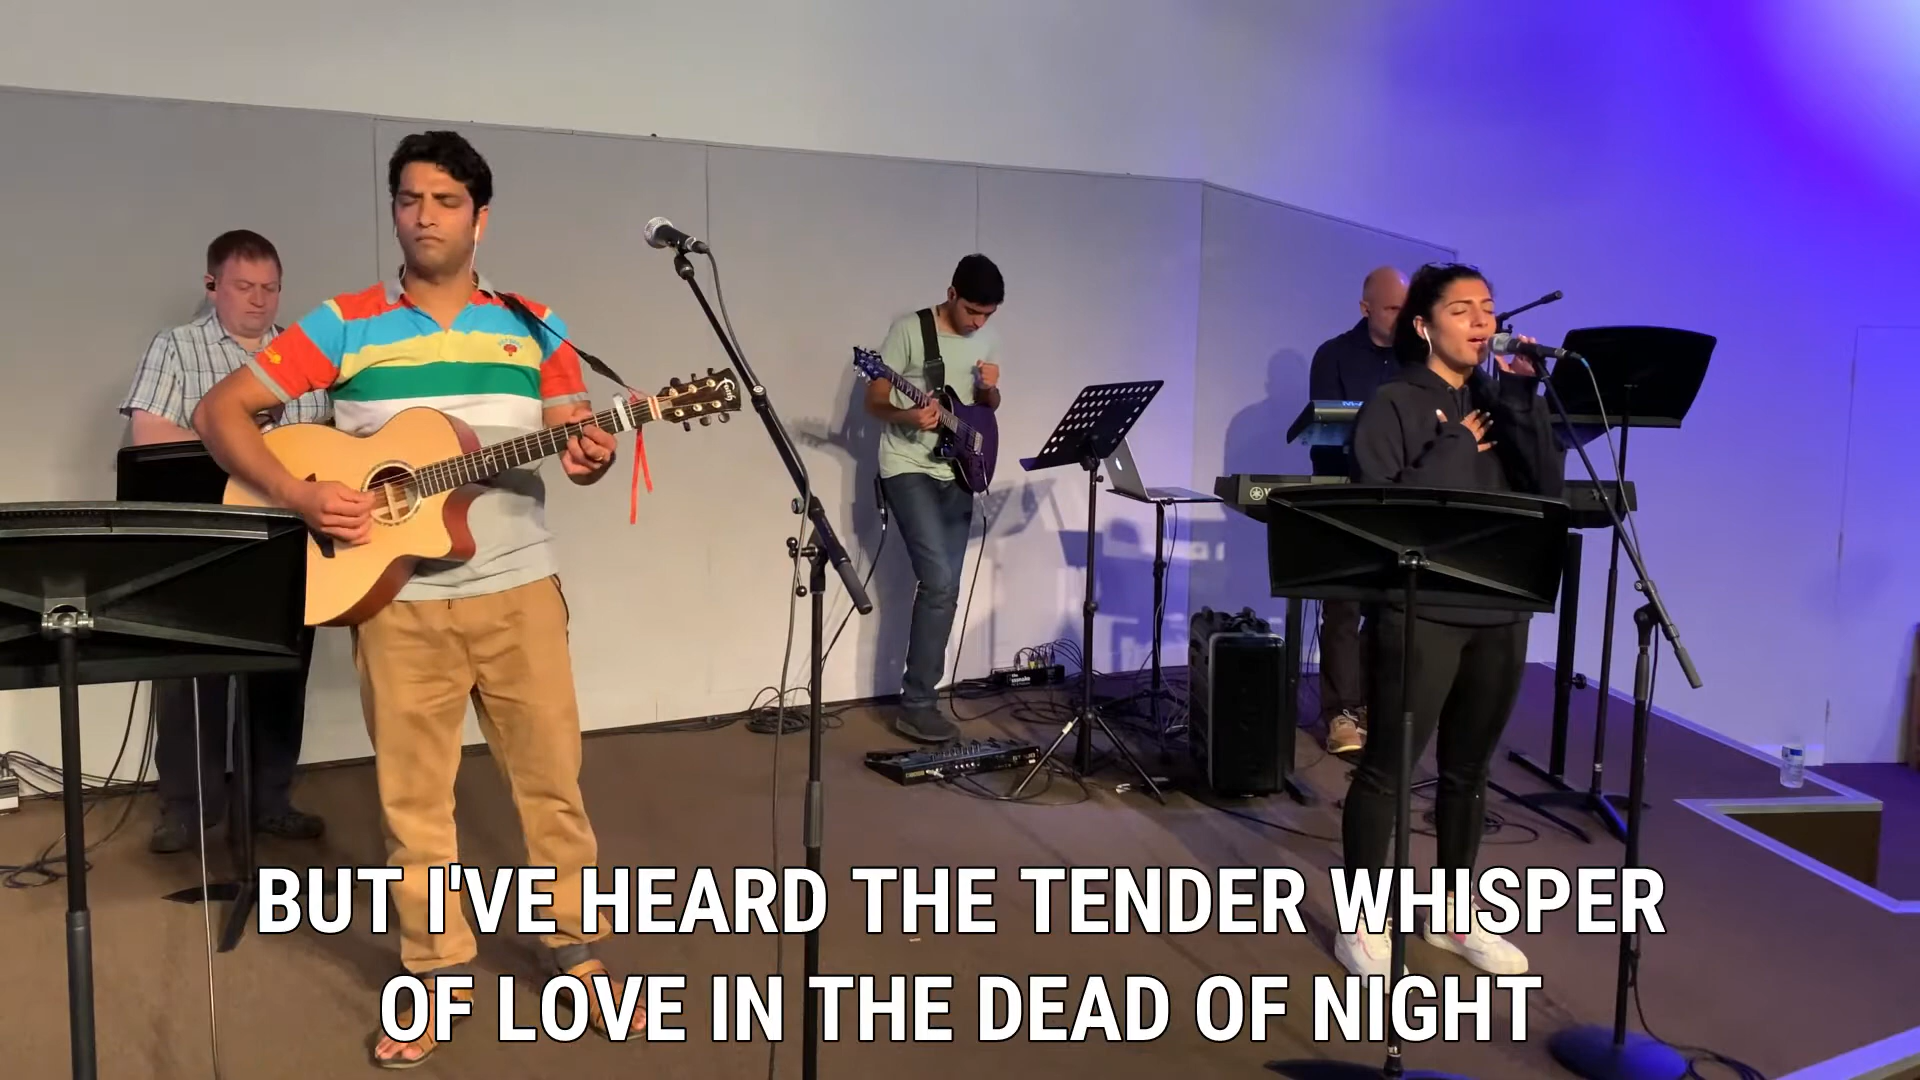 BUT I'VE HEARD THE TENDER WHISPER
OF LOVE IN THE DEAD OF NIGHT